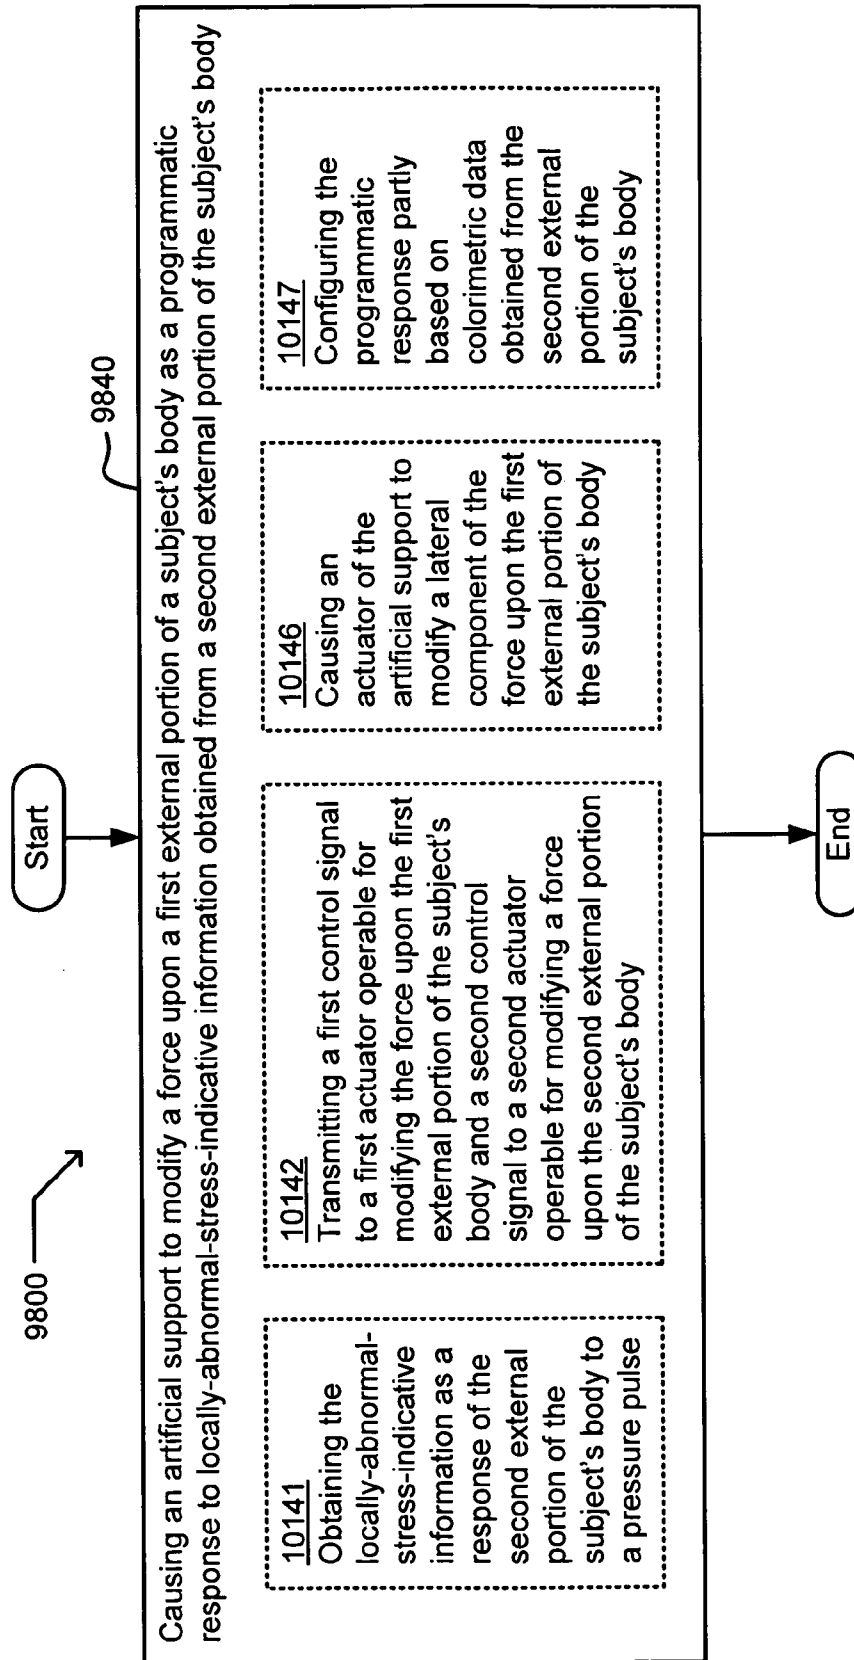 9800
Start
9840
Causing an artificial support to modify a force upon a first external portion of a subject's body as a programmatic
response to locally-abnormal-stress-indicative information obtained from a second external portion of the subject's body
10141
Obtaining the
locally-abnormal-
stress-indicative
information as a
response of the
second external
portion of the
subject's body to
a pressure pulse
10142
Transmitting a first control signal
to a first actuator operable for
modifying the force upon the first
external portion of the subject's
body and a second control
signal to a second actuator
operable for modifying a force
upon the second external portion
of the subject's body
10146
Causing an
actuator of the
artificial support to
modify a lateral
component of the
force upon the first
external portion of
the subject's body
10147
Configuring the
programmatic
response partly
based on
colorimetric data
obtained from the
second external
portion of the
subject's body
End